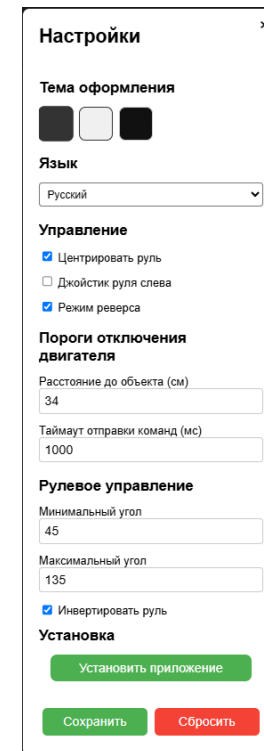 Настройки
Тема оформления
Язык
Русский
Управление
Центрировать руль
Джойстик руля слева
Режим реверса
Пороги отключения
двигателя
Расстояние до объекта (см)
34
Таймаут отправки команд (мс)
1000
Рулевое управление
Минимальный угол
45
Максимальный угол
135
Инвертировать руль
Установка
Установить приложение
Сохранить
Сбросить